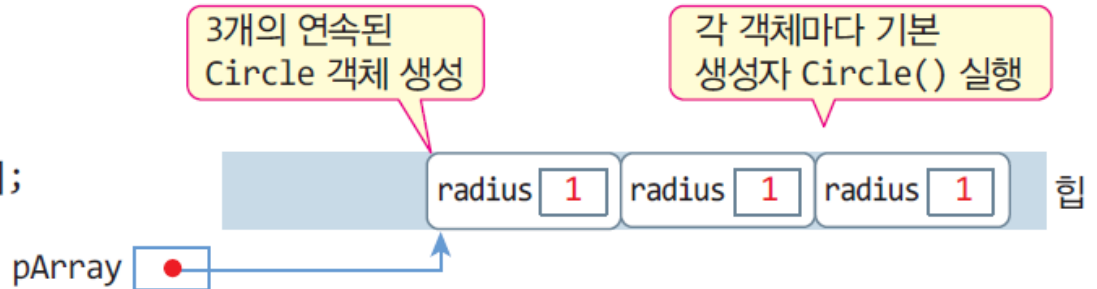 3개의 연속된
Circle 객체 생성
각 객체마다 기본
생성자 Circle() 실행
];
radius 1 radius 1 radius 1 힙
pArray